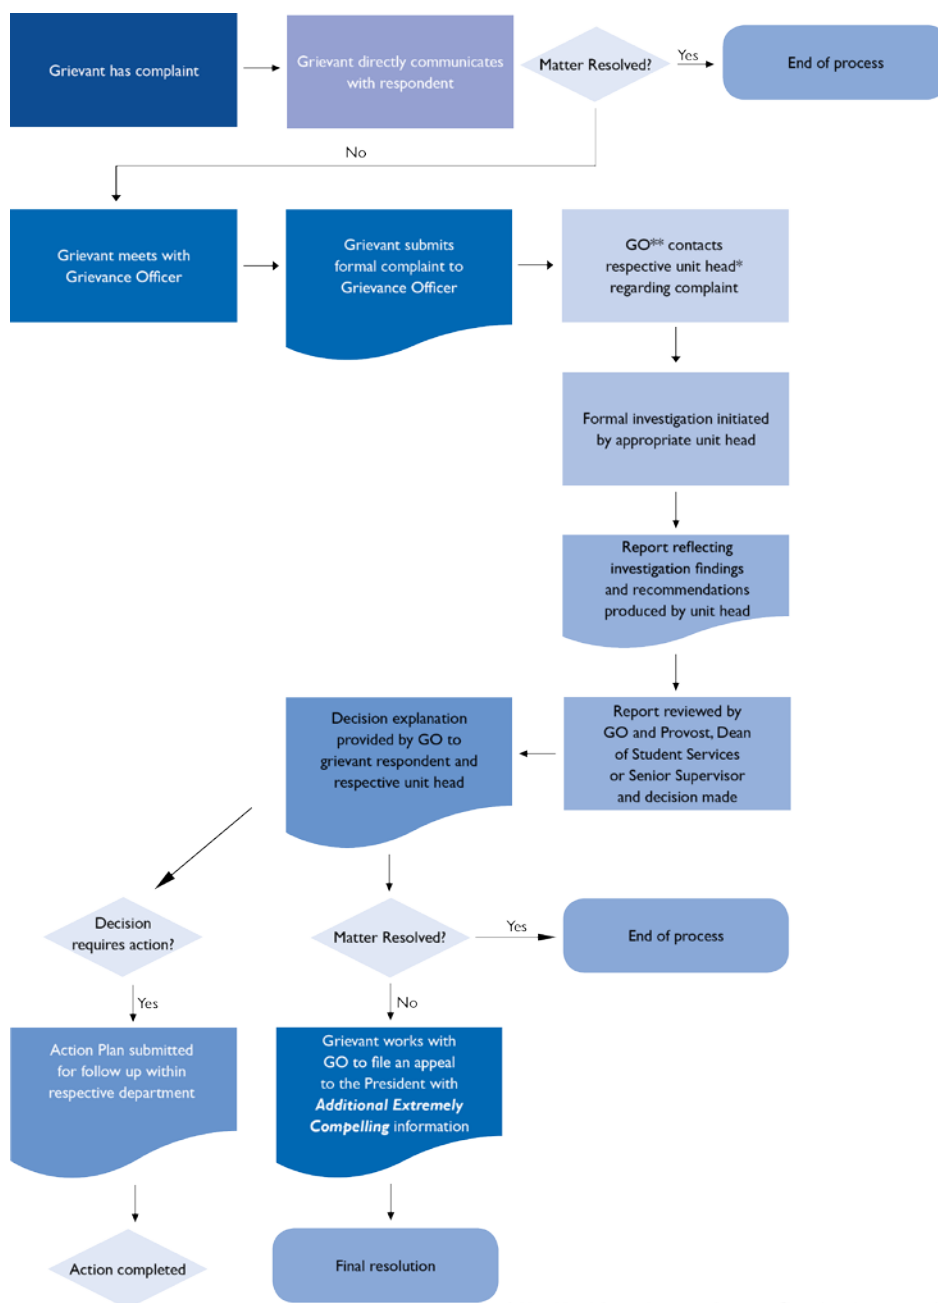 Grievant has complaint
Grievant directly communicates
with respondent
Matter Resolved?
Yes
End of process
No
Grievant meets with
Grievance Officer
Grievant submits
formal complaint to
Grievance Officer
GO** contacts
respective unit head*
regarding complaint
Formal investigation initiated
by appropriate unit head
Report reflecting
investigation findings
and recommendations
produced by unit head
Report reviewed by
GO and Provost, Dean
of Student Services
or Senior Supervisor
and decision made
Decision explanation
provided by GO to
grievant respondent and
respective unit head
Decision
requires action?
Matter Resolved?
Yes
End of process
Yes
No
Action Plan submitted
for follow up within
respective department
Grievant works with
GO to file an appeal
to the President with
Additional Extremely
Compelling information
Action completed
Final resolution